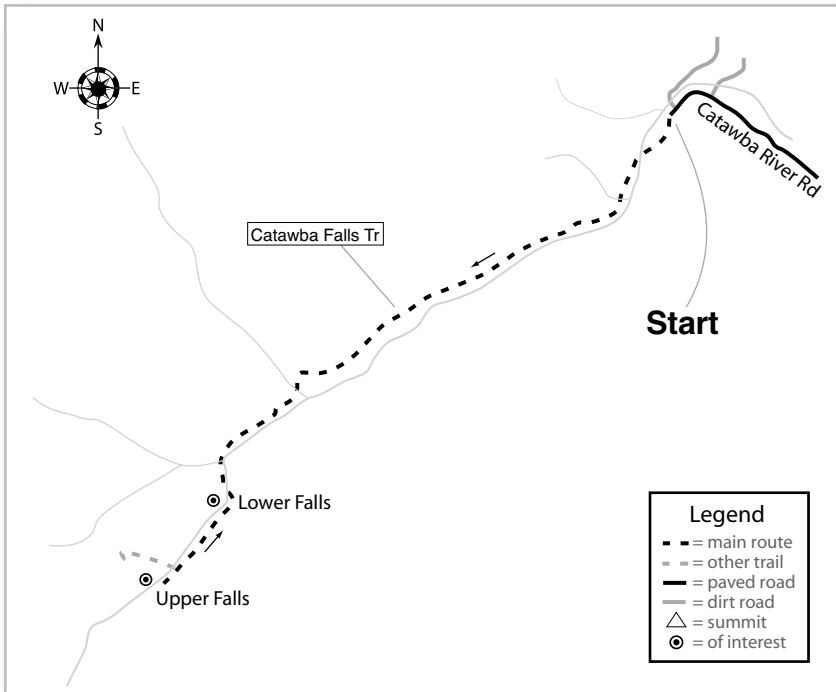 N
W
E
S
Catawba River Rd
Catawba Falls Tr
Start
Lower Falls
Upper Falls
Legend
= main route
= other trail
= paved road
= dirt road
= summit
= of interest